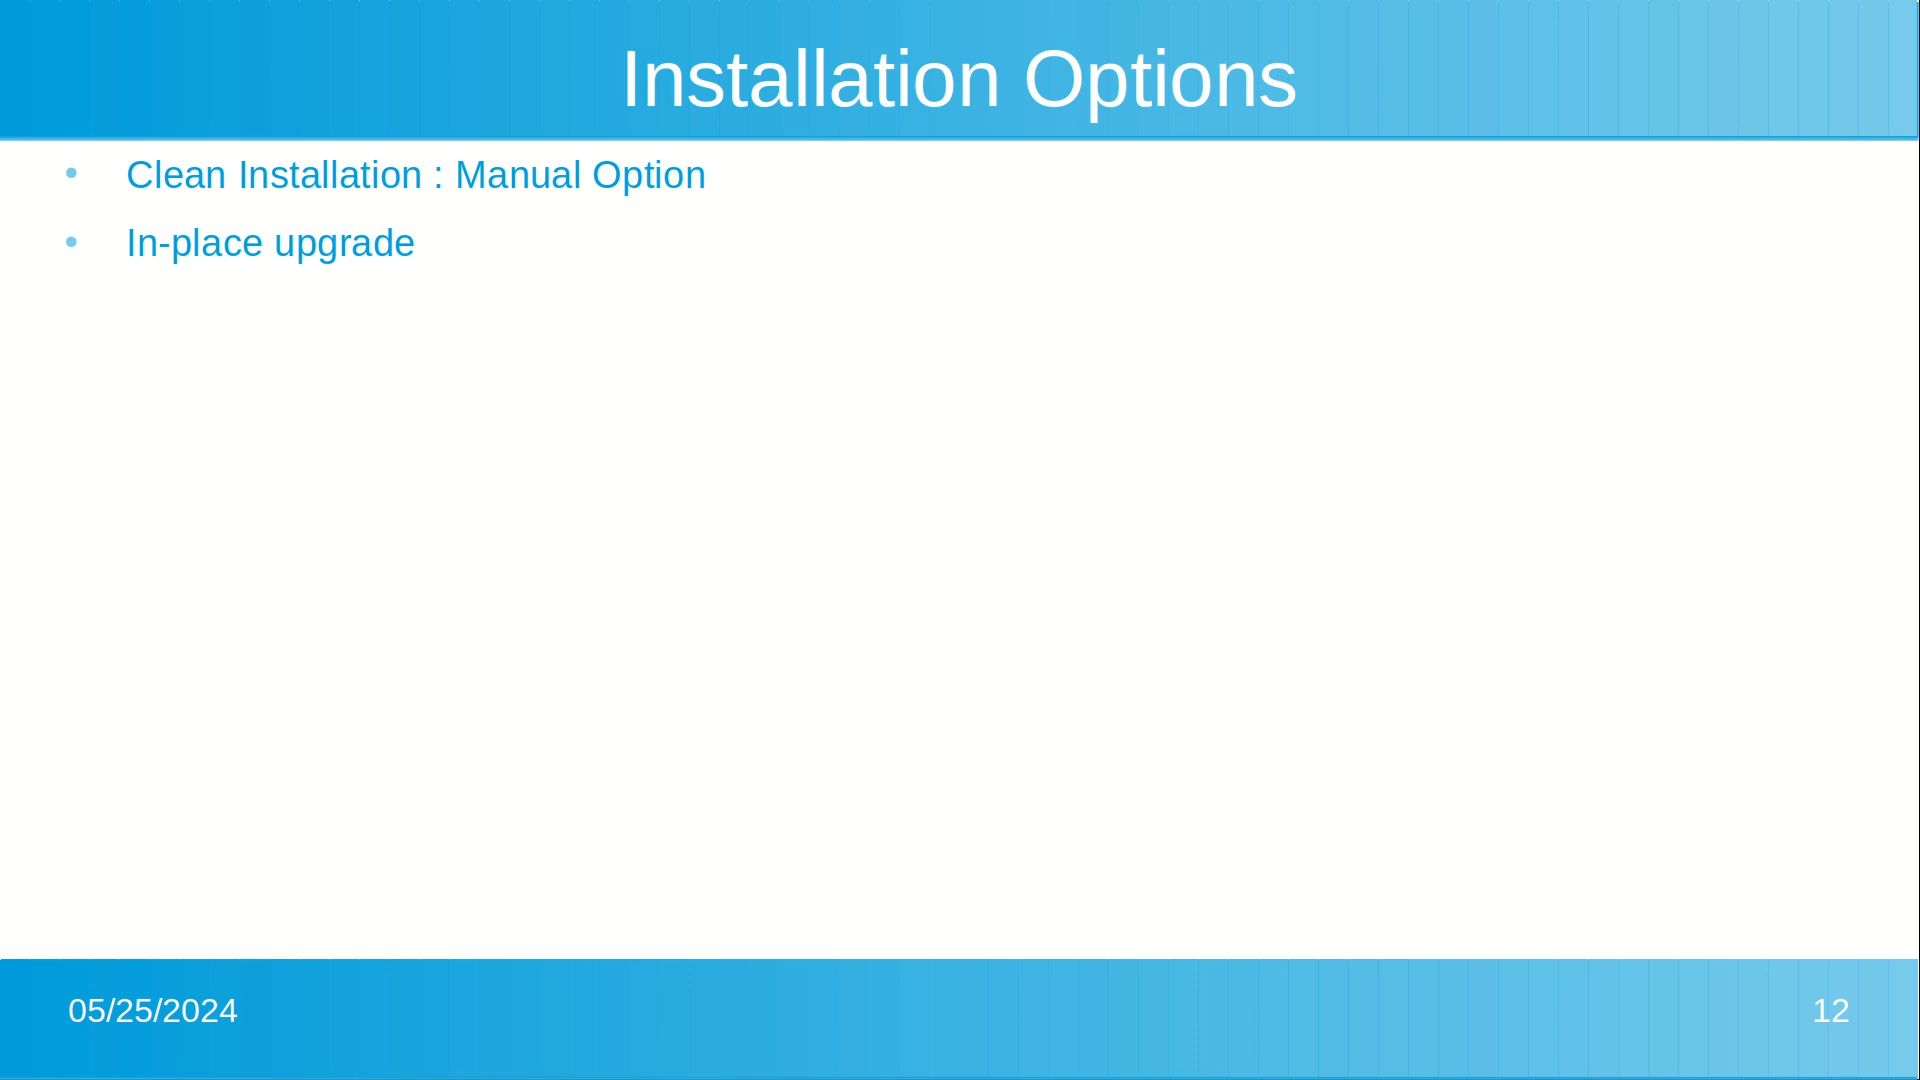 Installation Options
• Clean Installation : Manual Option
• In-place upgrade
05/25/2024
12